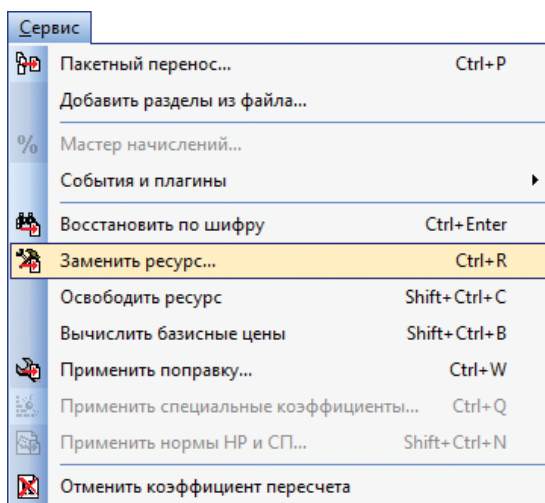 Сервис
Пакетный перенос... Ctrl+P
Добавить разделы из файла...
% Мастер начислений...
События и плагины
Восстановить по шифру Ctrl+Enter
Заменить ресурс... Ctrl+R
Освободить ресурс Shift+Ctrl+C
Вычислить базисные цены Shift+Ctrl+B
Применить поправку... Ctrl+W
Применить специальные коэффициенты... Ctrl+Q
Применить нормы НР и СП... Shift+Ctrl+N
Отменить коэффициент пересчета